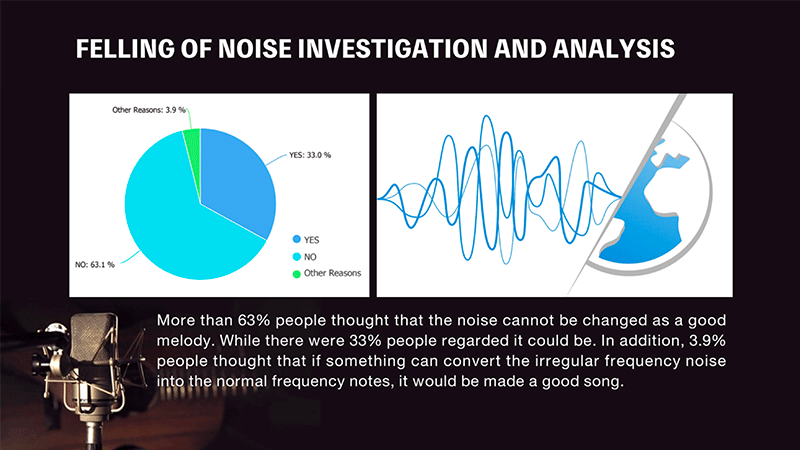 FELLING OF NOISE INVESTIGATION AND ANALYSIS
Other Reasons: 3.9 %
YES: 33.0 %
NO: 63.1 %
YES
NO
Other Reasons
More than 63% people thought that the noise cannot be changed as a good
melody. While there were 33% people regarded it could be. In addition, 3.9%
people thought that if something can convert the irregular frequency noise
into the normal frequency notes, it would be made a good song.